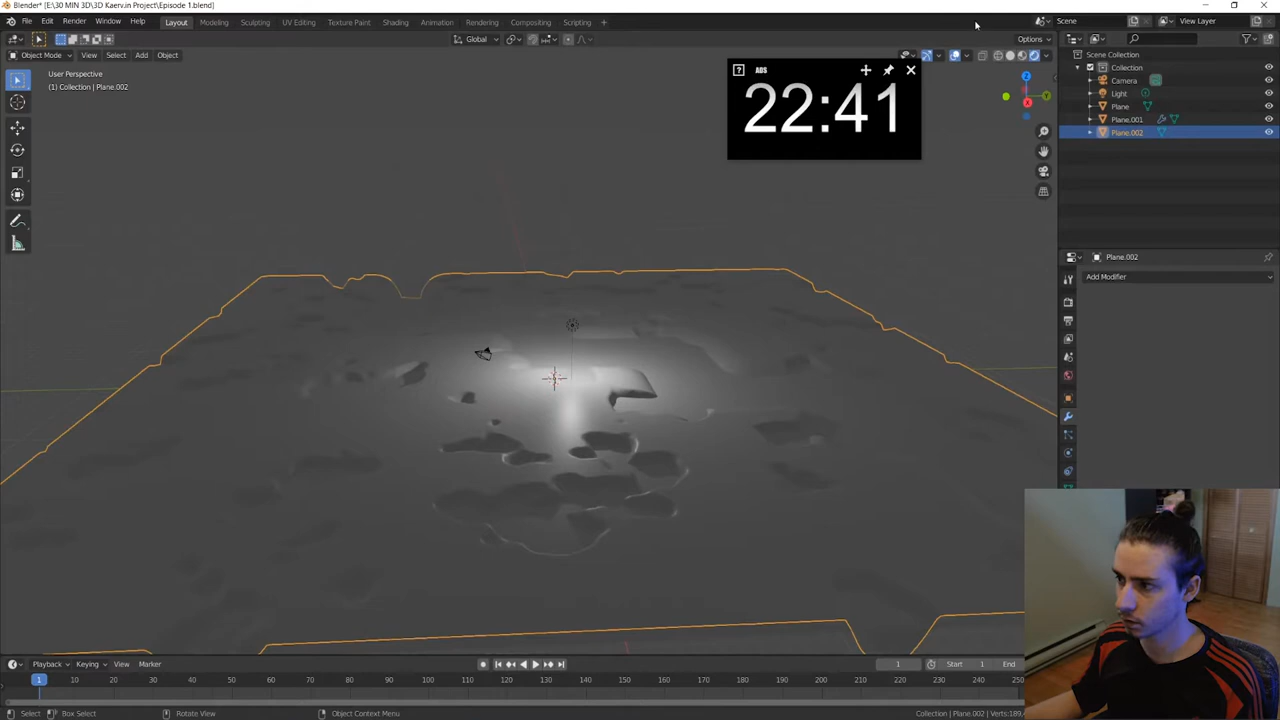 Blender* [E:\30 MIN 3D\3D Kaerv.in Project\Episode 1.blend]
File Edit Render Window Help Layout Modeling Sculpting UV Editing Texture Paint Shading Animation Rendering Compositing Scripting + Scene View Layer
Global Options
Object Mode View Select Add Object
User Perspective
(1) Collection | Plane.002
? AOS
22:41
X
Y
Scene Collection
Collection
Camera
Light
Plane
Plane.001
Plane.002
Plane.002
Add Modifier
Playback Keying View Marker 1 Start 1 End
1 10 20 30 40 50 60 70 80 90 100 110 120 130 140 150 160 170 180 190 200 210 220 230 240 250
Select Box Select Rotate View Object Context Menu Collection | Plane.002 | Verts:189,